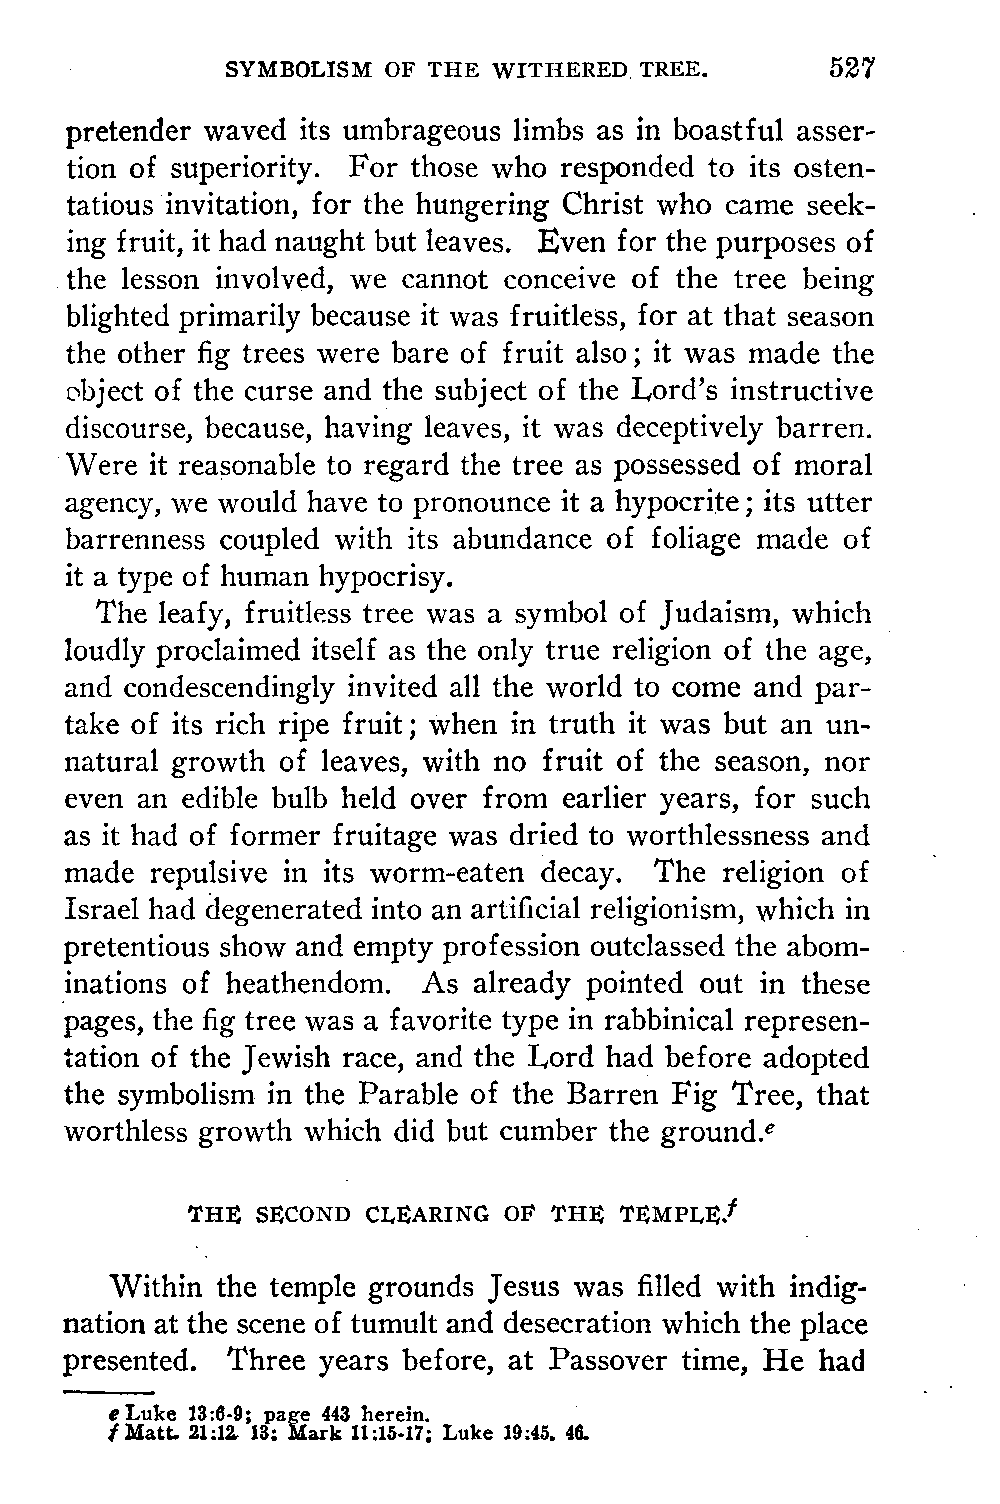 SYMBOLISM OF THE WITHERED TREE. 527
pretender waved its umbrageous limbs as in boastful asser-
tion of superiority. For those who responded to its osten-
tatious invitation, for the hungering Christ who came seek-
ing fruit, it had naught but leaves. Even for the purposes of
the lesson involved, we cannot conceive of the tree being
blighted primarily because it was fruitless, for at that season
the other fig trees were bare of fruit also; it was made the
object of the curse and the subject of the Lord's instructive
discourse, because, having leaves, it was deceptively barren.
Were it reasonable to regard the tree as possessed of moral
agency, we would have to pronounce it a hypocrite; its utter
barrenness coupled with its abundance of foliage made of
it a type of human hypocrisy.
The leafy, fruitless tree was a symbol of Judaism, which
loudly proclaimed itself as the only true religion of the age,
and condescendingly invited all the world to come and par-
take of its rich ripe fruit; when in truth it was but an un-
natural growth of leaves, with no fruit of the season, nor
even an edible bulb held over from earlier years, for such
as it had of former fruitage was dried to worthlessness and
made repulsive in its worm-eaten decay. The religion of
Israel had degenerated into an artificial religionism, which in
pretentious show and empty profession outclassed the abom-
inations of heathendom. As already pointed out in these
pages, the fig tree was a favorite type in rabbinical represen-
tation of the Jewish race, and the Lord had before adopted
the symbolism in the Parable of the Barren Fig Tree, that
worthless growth which did but cumber the ground.e
THE SECOND CLEARING OF THE TEMPLE.f
Within the temple grounds Jesus was filled with indig-
nation at the scene of tumult and desecration which the place
presented. Three years before, at Passover time, He had
e Luke 13:6-9; page 443 herein.
f Matt. 21:12, 13; Mark 11:15-17; Luke 19:45, 46.